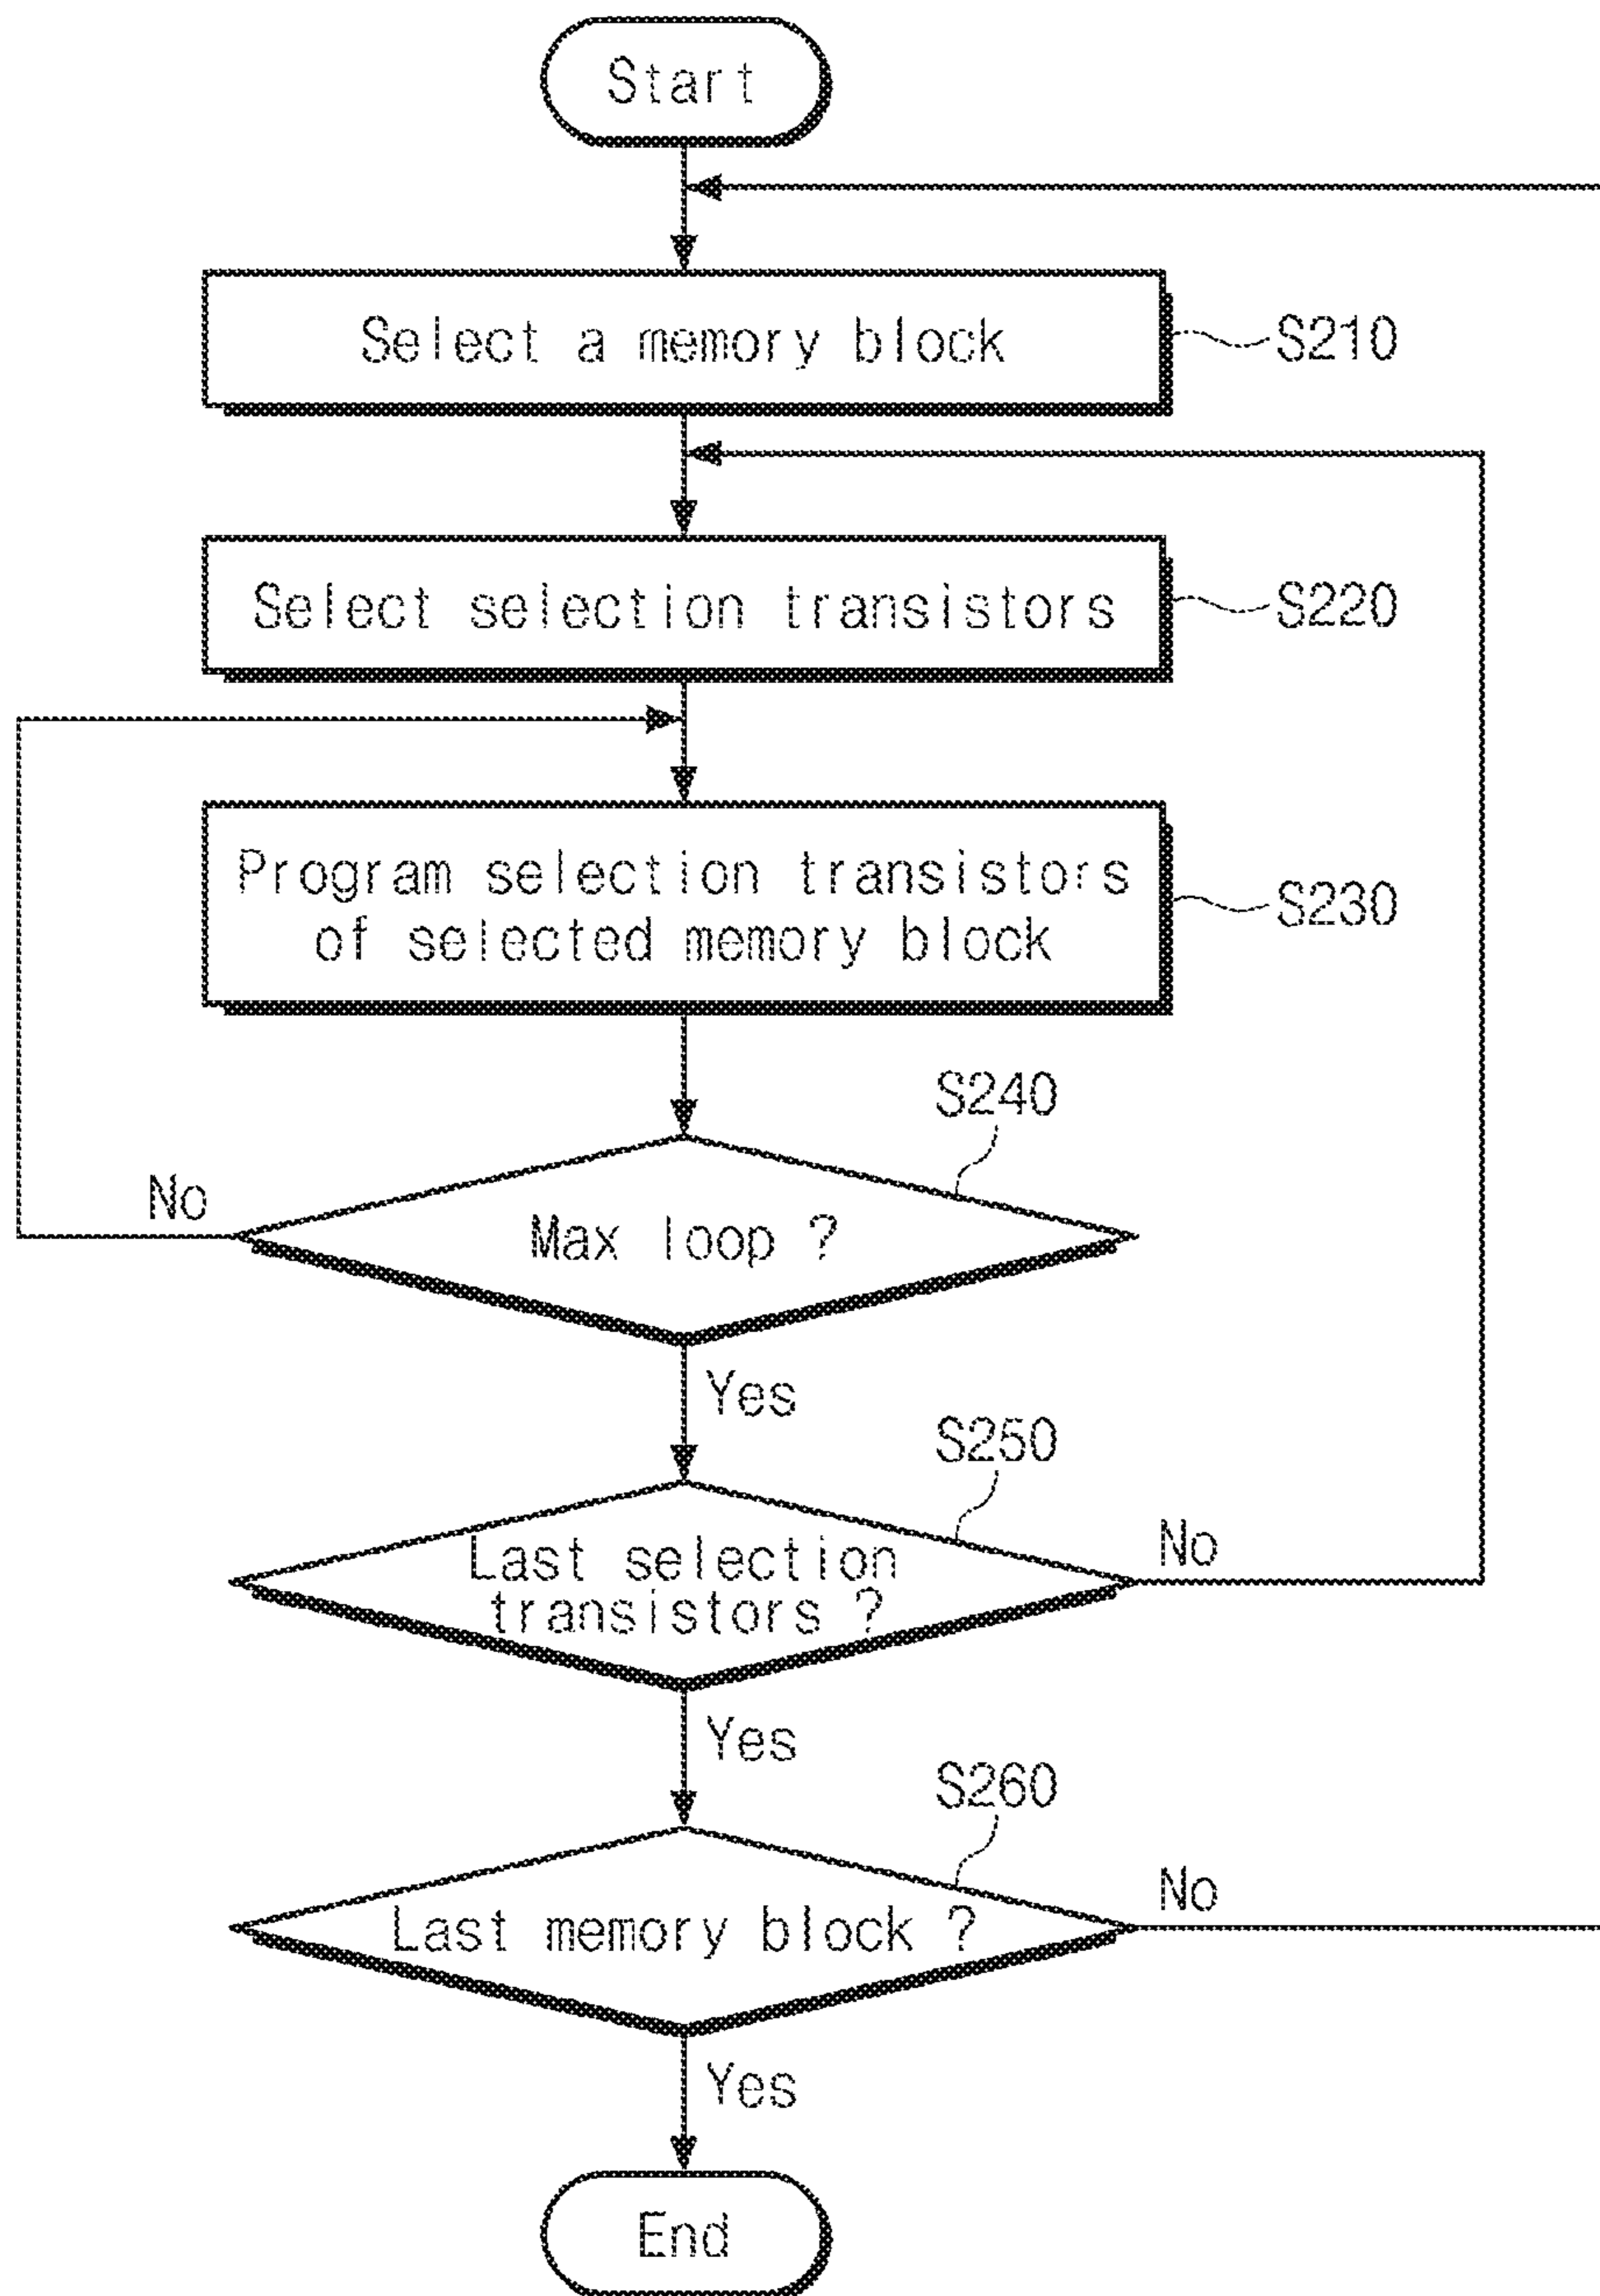 Start
Select a memory block
S210
Select selection transistors
S220
Program selection transistors
of selected memory block
S230
S240
No
Max loop ?
Yes
S250
Last selection
transistors ?
No
Yes
S260
Last memory block ?
No
Yes
End